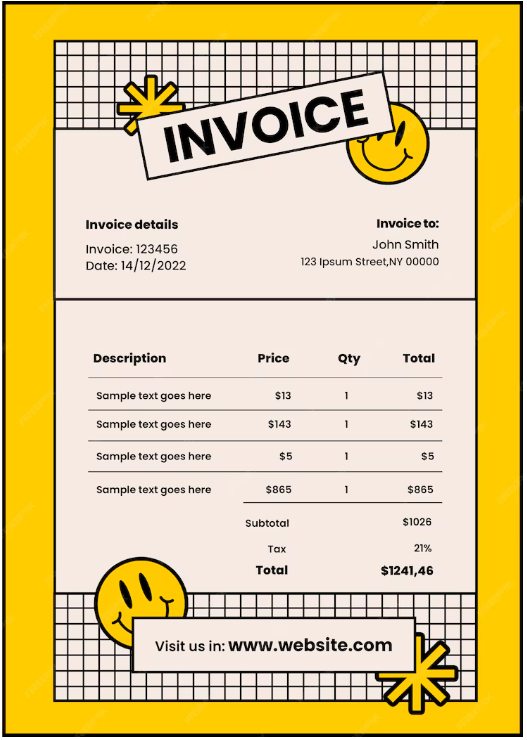 INVOICE
Invoice details
Invoice: 123456
Date: 14/12/2022
Invoice to:
John Smith
123 Ipsum Street,NY 00000
Description Price Qty Total
Sample text goes here $13 1 $13
Sample text goes here $143 1 $143
Sample text goes here $5 1 $5
Sample text goes here $865 1 $865
Subtotal $1026
Tax 21%
Total $1241,46
Visit us in: www.website.com